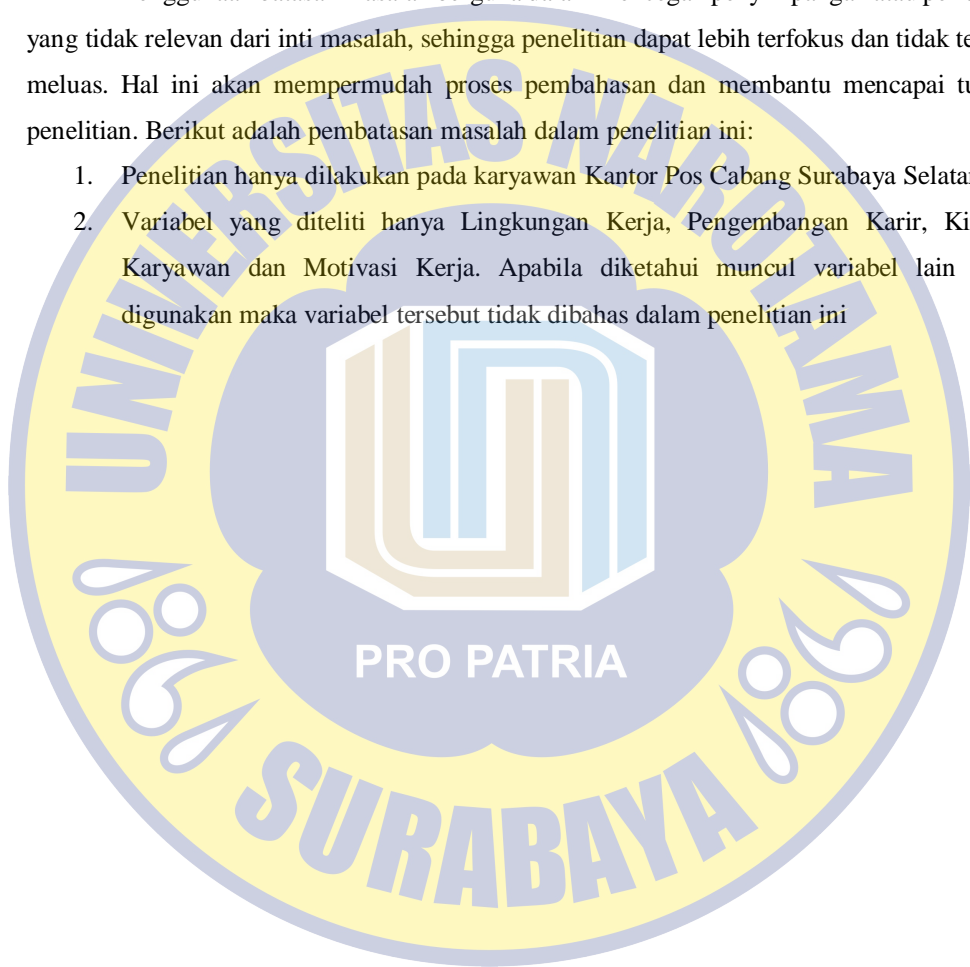 yang tidak relevan dari inti masalah, sehingga penelitian dapat lebih terfokus dan tidak
meluas. Hal ini akan mempermudah proses pembahasan dan membantu mencapai
penelitian. Berikut adalah pembatasan masalah dalam penelitian ini:
1. Penelitian hanya dilakukan pada karyawan Kantor Pos Cabang Surabaya Selatan
2. Variabel yang diteliti hanya Lingkungan Kerja, Pengembangan Karir,
Karyawan dan Motivasi Kerja. Apabila diketahui muncul variabel lain
digunakan maka variabel tersebut tidak dibahas dalam penelitian ini
UNIVERSITAS NAROTAMA
PRO PATRIA
SURABAYA